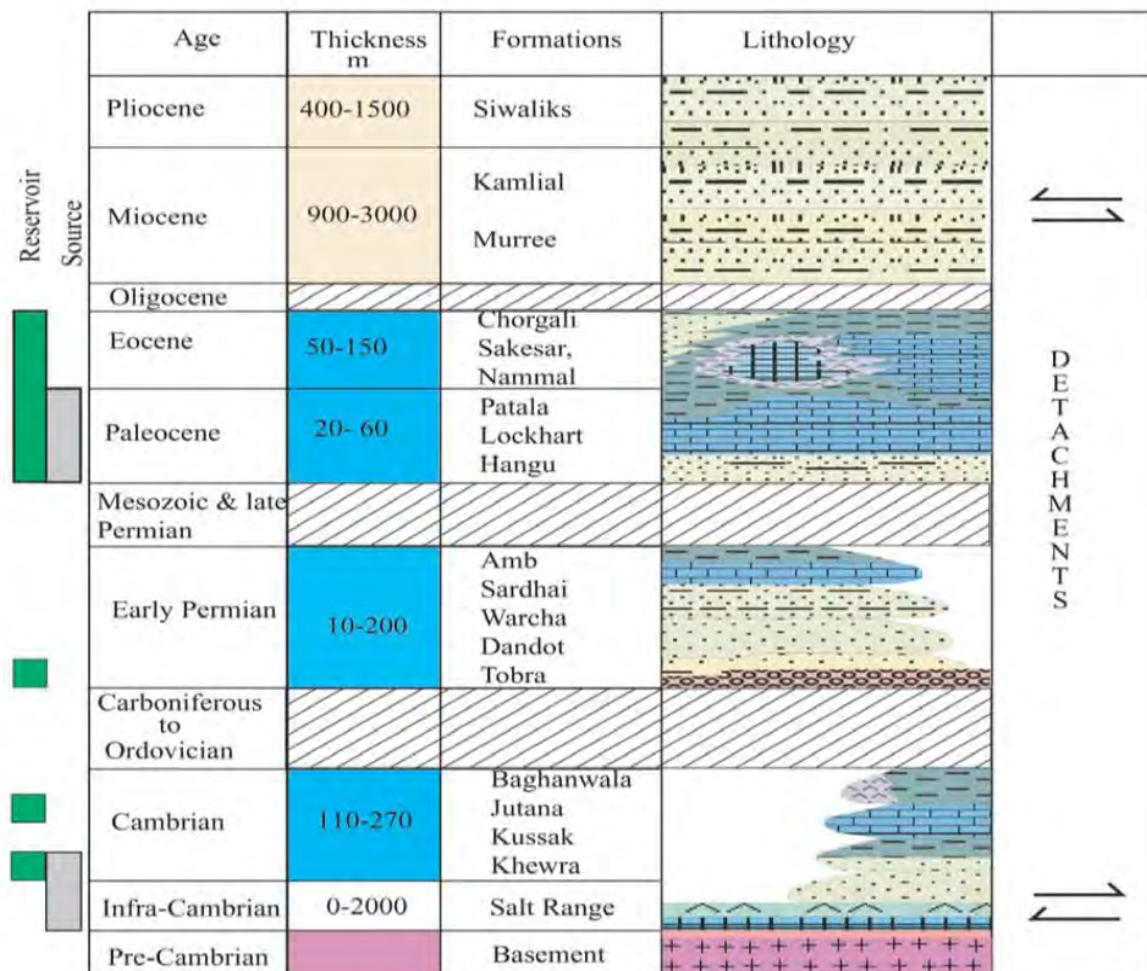 Age
Thickness
m
Formations
Lithology
Reservoir
Source
Pliocene
400-1500
Siwaliks
Miocene
900-3000
Kamlial
Murree
Oligocene
Eocene
50-150
Chorgali
Sakesar,
Nammal
Paleocene
20- 60
Patala
Lockhart
Hangu
Mesozoic & late
Permian
Early Permian
10-200
Amb
Sardhai
Warcha
Dandot
Tobra
Carboniferous
to
Ordovician
Cambrian
110-270
Baghanwala
Jutana
Kussak
Khewra
Infra-Cambrian
0-2000
Salt Range
Pre-Cambrian
Basement
DETACHMENTS